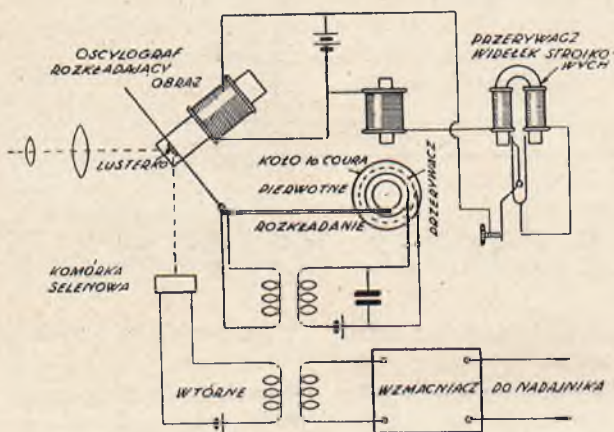 OSCYLOGRAF
ROZKŁADAJĄCY
OBRAZ
PRZERYWACZ
WIDEŁEK STROIKO-
WYCH
LUSTERKO
KOŁO la COURA
PIERWOTNE
ROZKŁADANIE
PRZERYWACZ
KOMÓRKA
SELENOWA
WTÓRNE
WZMACNIACZ
DO NADAJNIKA